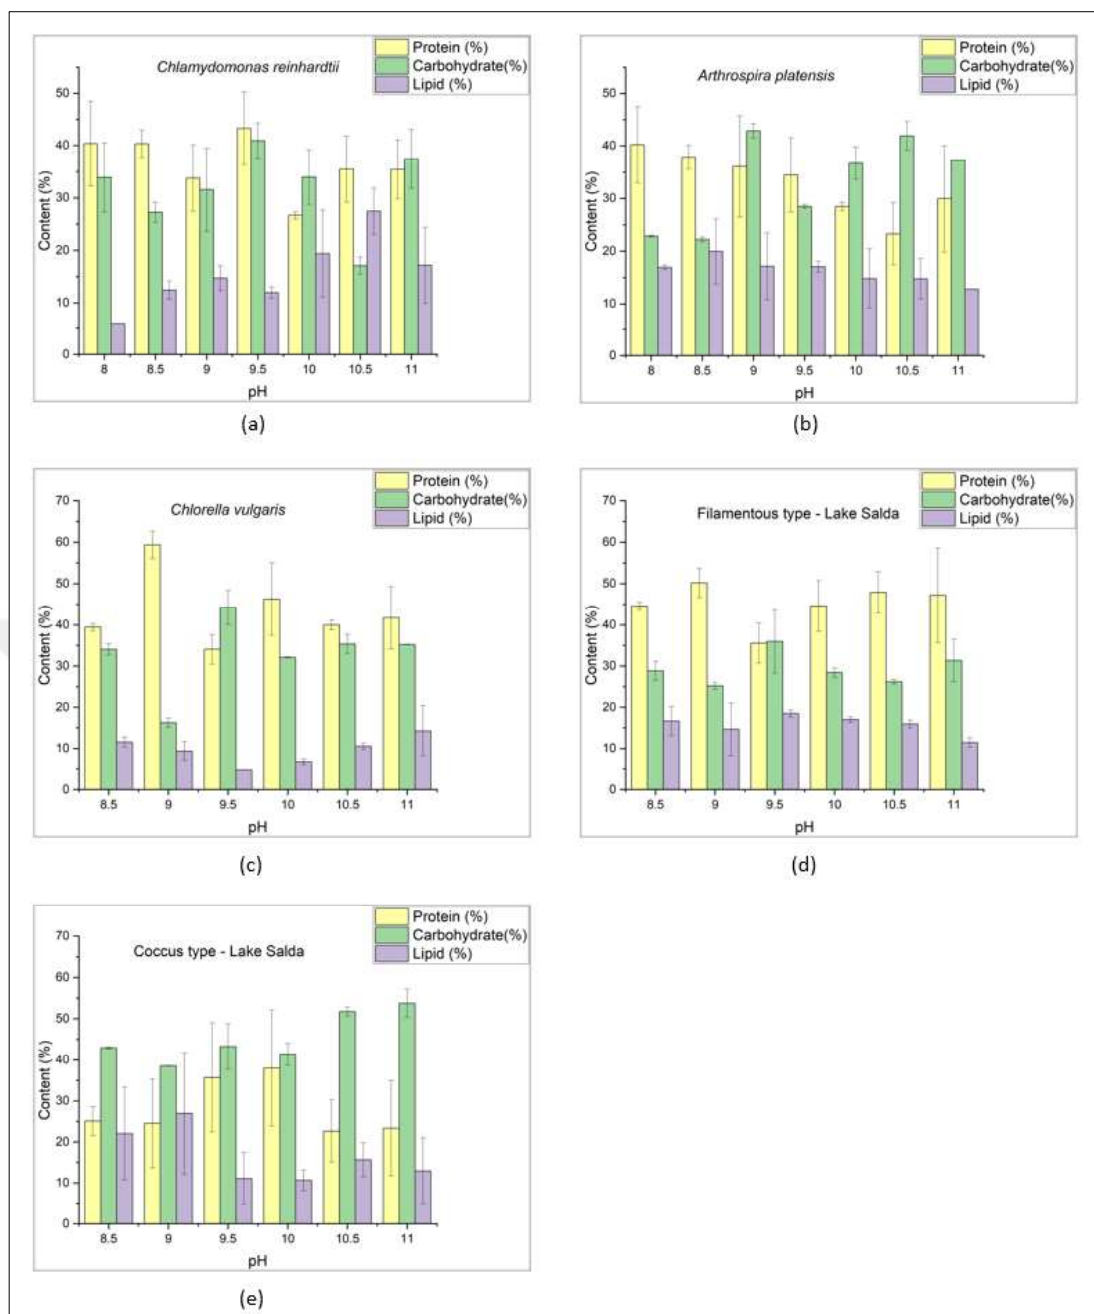 Protein (%)
Carbohydrate(%)
Lipid (%)
Chlamydomonas reinhardtii
50
40
30
20
10
0
Content (%)
8 8.5 9 9.5 10 10.5 11
pH
(a)
Protein (%)
Carbohydrate(%)
Lipid (%)
Arthrospira platensis
50
40
30
20
10
0
Content (%)
8 8.5 9 9.5 10 10.5 11
pH
(b)
Protein (%)
Carbohydrate(%)
Lipid (%)
Chlorella vulgaris
70
60
50
40
30
20
10
0
Content (%)
8.5 9 9.5 10 10.5 11
pH
(c)
Protein (%)
Carbohydrate(%)
Lipid (%)
Filamentous type - Lake Salda
70
60
50
40
30
20
10
0
Content (%)
8.5 9 9.5 10 10.5 11
pH
(d)
Protein (%)
Carbohydrate(%)
Lipid (%)
Coccus type - Lake Salda
70
60
50
40
30
20
10
0
Content (%)
8.5 9 9.5 10 10.5 11
pH
(e)